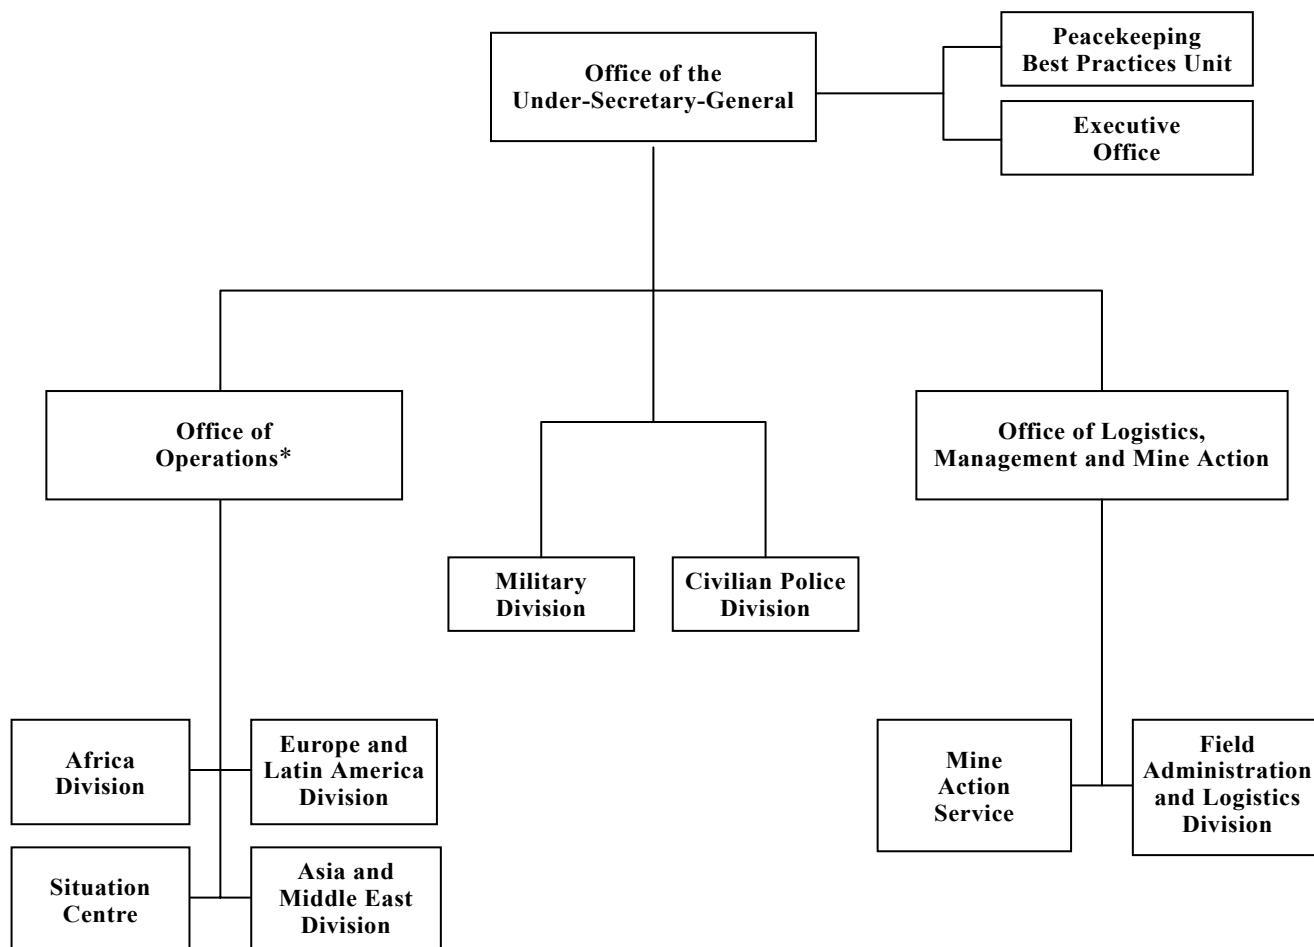 Peacekeeping
Best Practices Unit
Office of the
Under-Secretary-General
Executive
Office
Office of
Operations*
Office of Logistics,
Management and Mine Action
Military
Division
Civilian Police
Division
Africa
Division
Europe and
Latin America
Division
Mine
Action
Service
Field
Administration
and Logistics
Division
Situation
Centre
Asia and
Middle East
Division